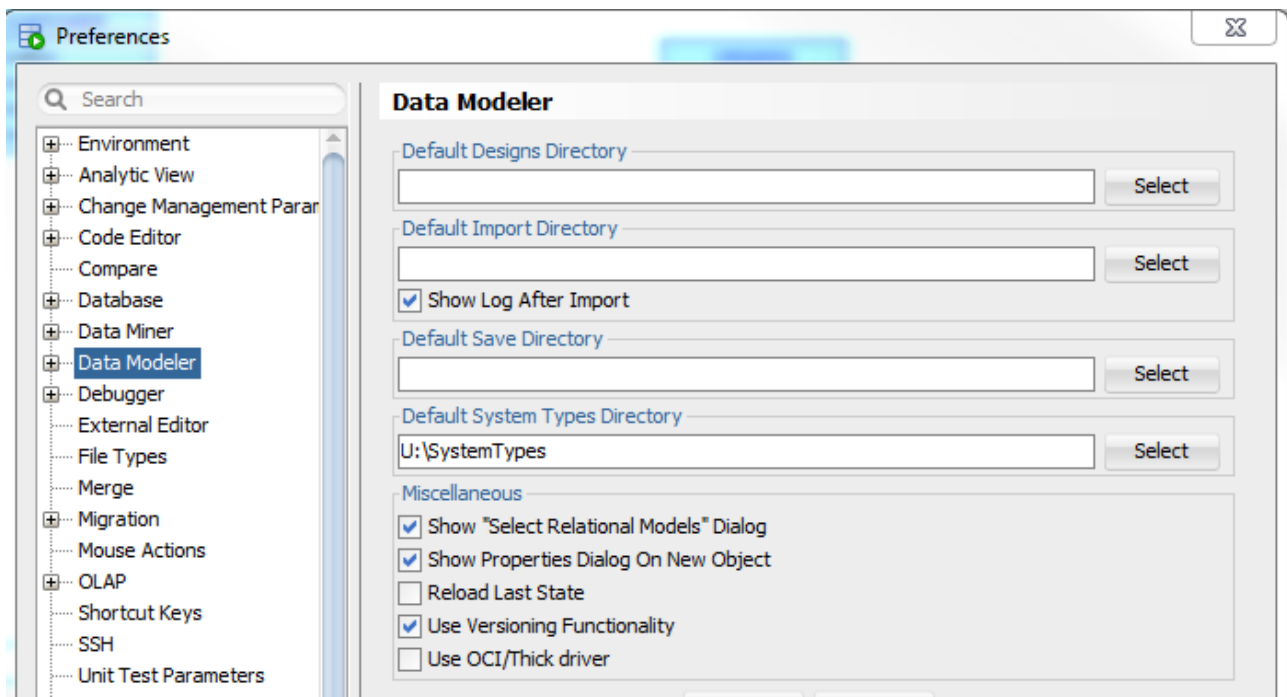 Preferences
Search
Environment
Analytic View
Change Management Param
Code Editor
Compare
Database
Data Miner
Data Modeler
Debugger
External Editor
File Types
Merge
Migration
Mouse Actions
OLAP
Shortcut Keys
SSH
Unit Test Parameters
Data Modeler
Default Designs Directory
Select
Default Import Directory
Select
Show Log After Import
Default Save Directory
Select
Default System Types Directory
U:\SystemTypes
Select
Miscellaneous
Show "Select Relational Models" Dialog
Show Properties Dialog On New Object
Reload Last State
Use Versioning Functionality
Use OCI/Thick driver